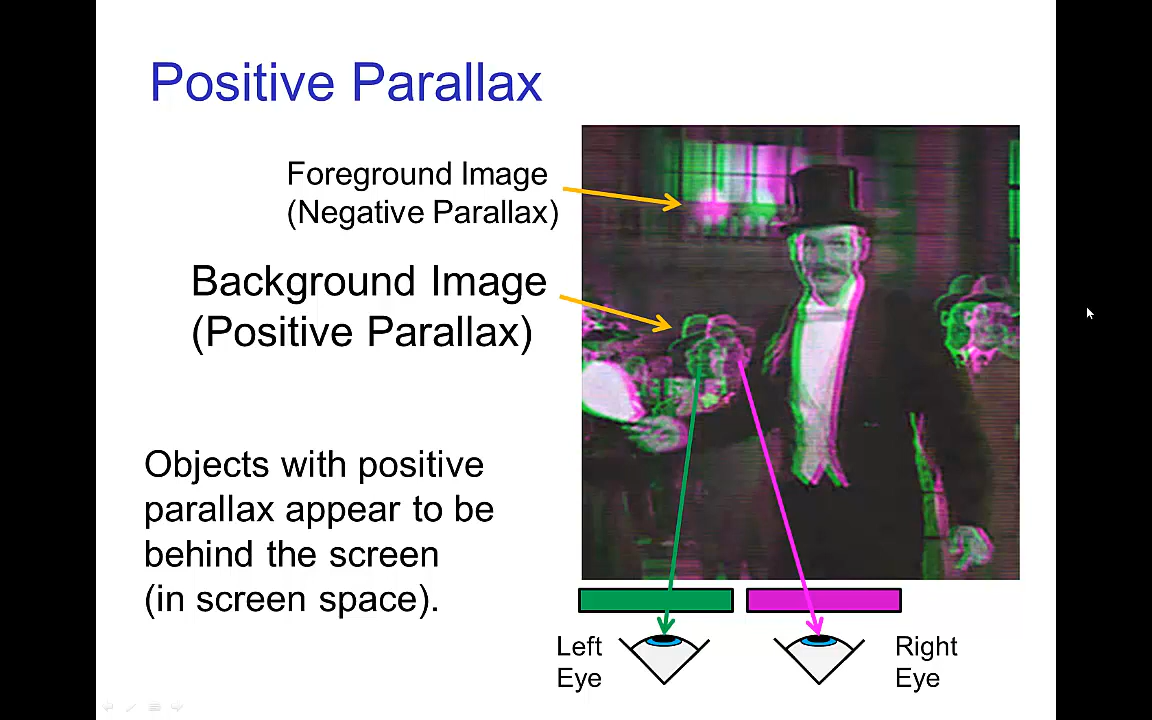 Positive Parallax
Foreground Image
(Negative Parallax)
Background Image
(Positive Parallax)
Objects with positive
parallax appear to be
behind the screen
(in screen space).
Left
Eye
Right
Eye